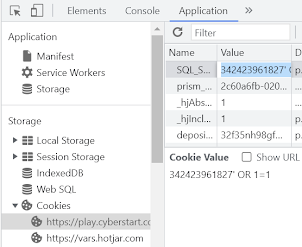 Elements Console Application
Application
Manifest
Service Workers
Storage
Storage
Local Storage
Session Storage
IndexedDB
Web SQL
Cookies
https://play.cyberstart.co
https://vars.hotjar.com
Filter
Name Value D
SQL_S... 342423961827' O
prism_... 2c60a6fb-020... p.
_hjAbs... 1
_hjIncl... 1 p.
deposi... 32f35nh98gf...
Cookie Value Show URL
342423961827' OR 1=1